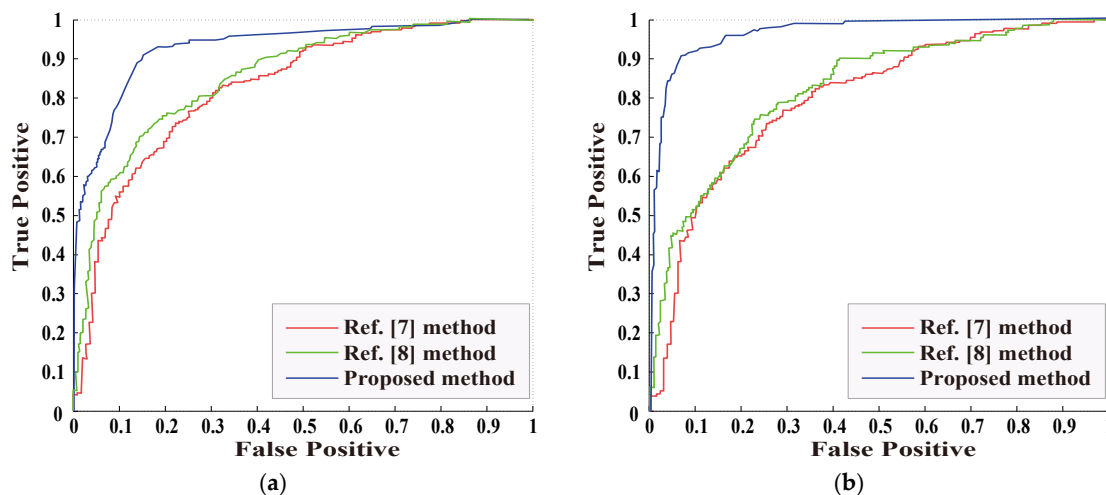 True Positive
1
0.9
0.8
0.7
0.6
0.5
0.4
0.3
0.2
0.1
0
Ref. [7] method
Ref. [8] method
Proposed method
0 0.1 0.2 0.3 0.4 0.5 0.6 0.7 0.8 0.9 1
False Positive
(a)
True Positive
1
0.9
0.8
0.7
0.6
0.5
0.4
0.3
0.2
0.1
0
Ref. [7] method
Ref. [8] method
Proposed method
0 0.1 0.2 0.3 0.4 0.5 0.6 0.7 0.8 0.9
False Positive
(b)